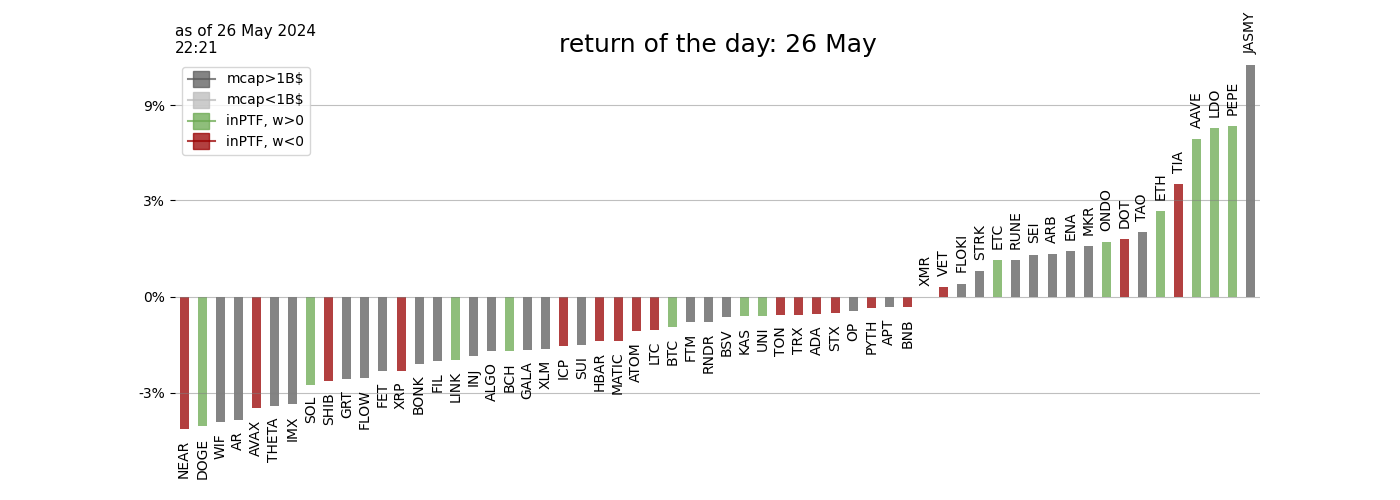 as of 26 May 2024
22:21
return of the day: 26 May
mcap>1B$
mcap<1B$
inPTF, w>0
inPTF, w<0
9%
3%
0%
-3%
NEAR
DOGE
WIF
AR
AVAX
THETA
IMX
SOL
SHIB
GRT
FLOW
FET
XRP
BONK
FIL
LINK
INJ
ALGO
BCH
GALA
XLM
ICP
SUI
HBAR
MATIC
ATOM
LTC
BTC
FTM
RNDR
BSV
KAS
UNI
TON
TRX
ADA
STX
OP
PYTH
APT
BNB
XMR
VET
FLOKI
STRK
ETC
RUNE
SEI
ARB
ENA
MKR
ONDO
DOT
TAO
ETH
TIA
AAVE
LDO
PEPE
JASMY